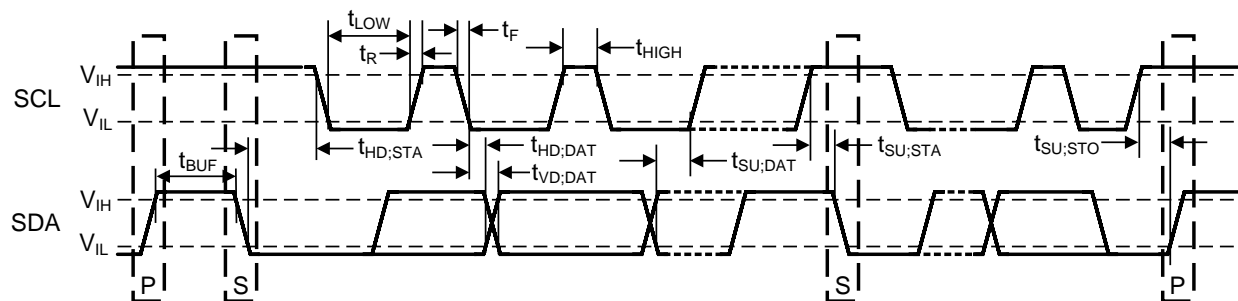 tLOW
tR
tF
tHIGH
VIH
SCL
VIL
tHD;STA
tHD;DAT
tSU;DAT
tSU;STA
tSU;STO
tBUF
tVD;DAT
VIH
SDA
VIL
P
S
S
P